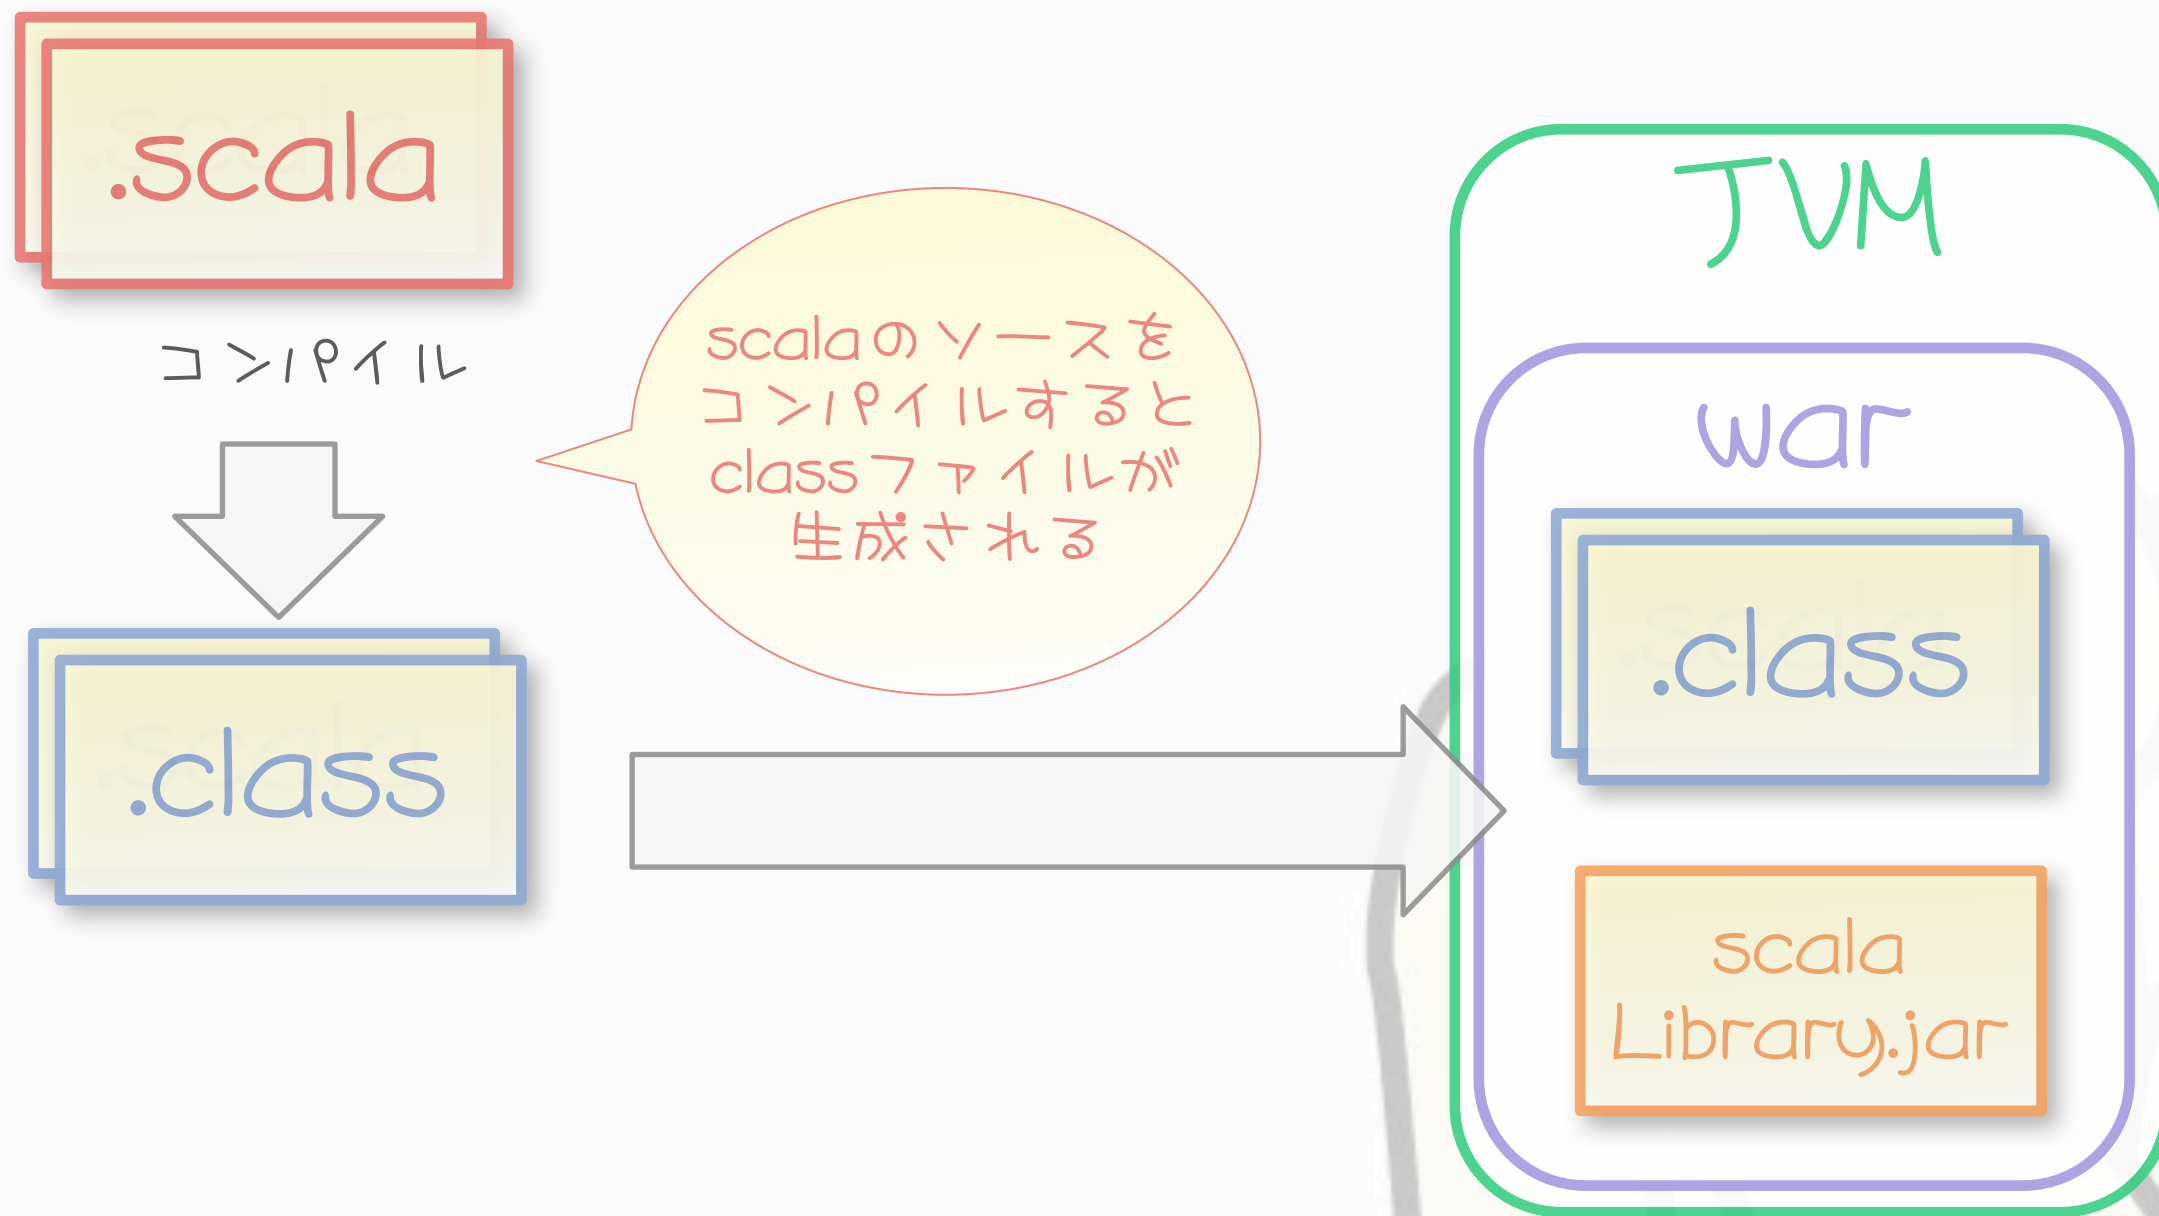 .scala
コンパイル
.class
scalaのソースを
コンパイルすると
classファイルが
生成される
JVM
war
.class
scala
Library.jar